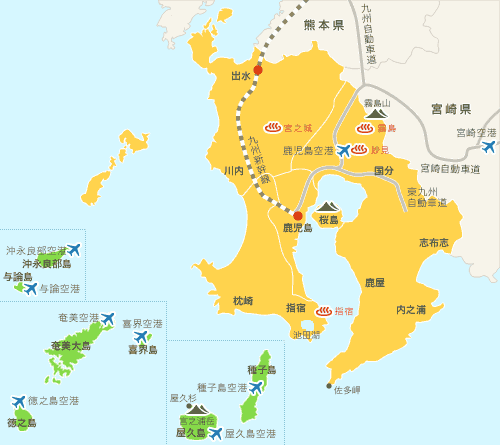 熊本県
九州自動車道
出水
霧島山
宮崎県
宮之城
霧島
宮崎空港
鹿児島空港
妙見
九州新幹線
川内
国分
宮崎自動車道
東九州
自動車道
桜島
鹿児島
志布志
沖永良部空港
沖永良部島
与論島
与論空港
鹿屋
枕崎
指宿
指宿
内之浦
池田湖
奄美空港
喜界空港
奄美大島
喜界島
種子島
佐多岬
種子島空港
徳之島空港
屋久杉
宮之浦岳
徳之島
屋久島
屋久島空港